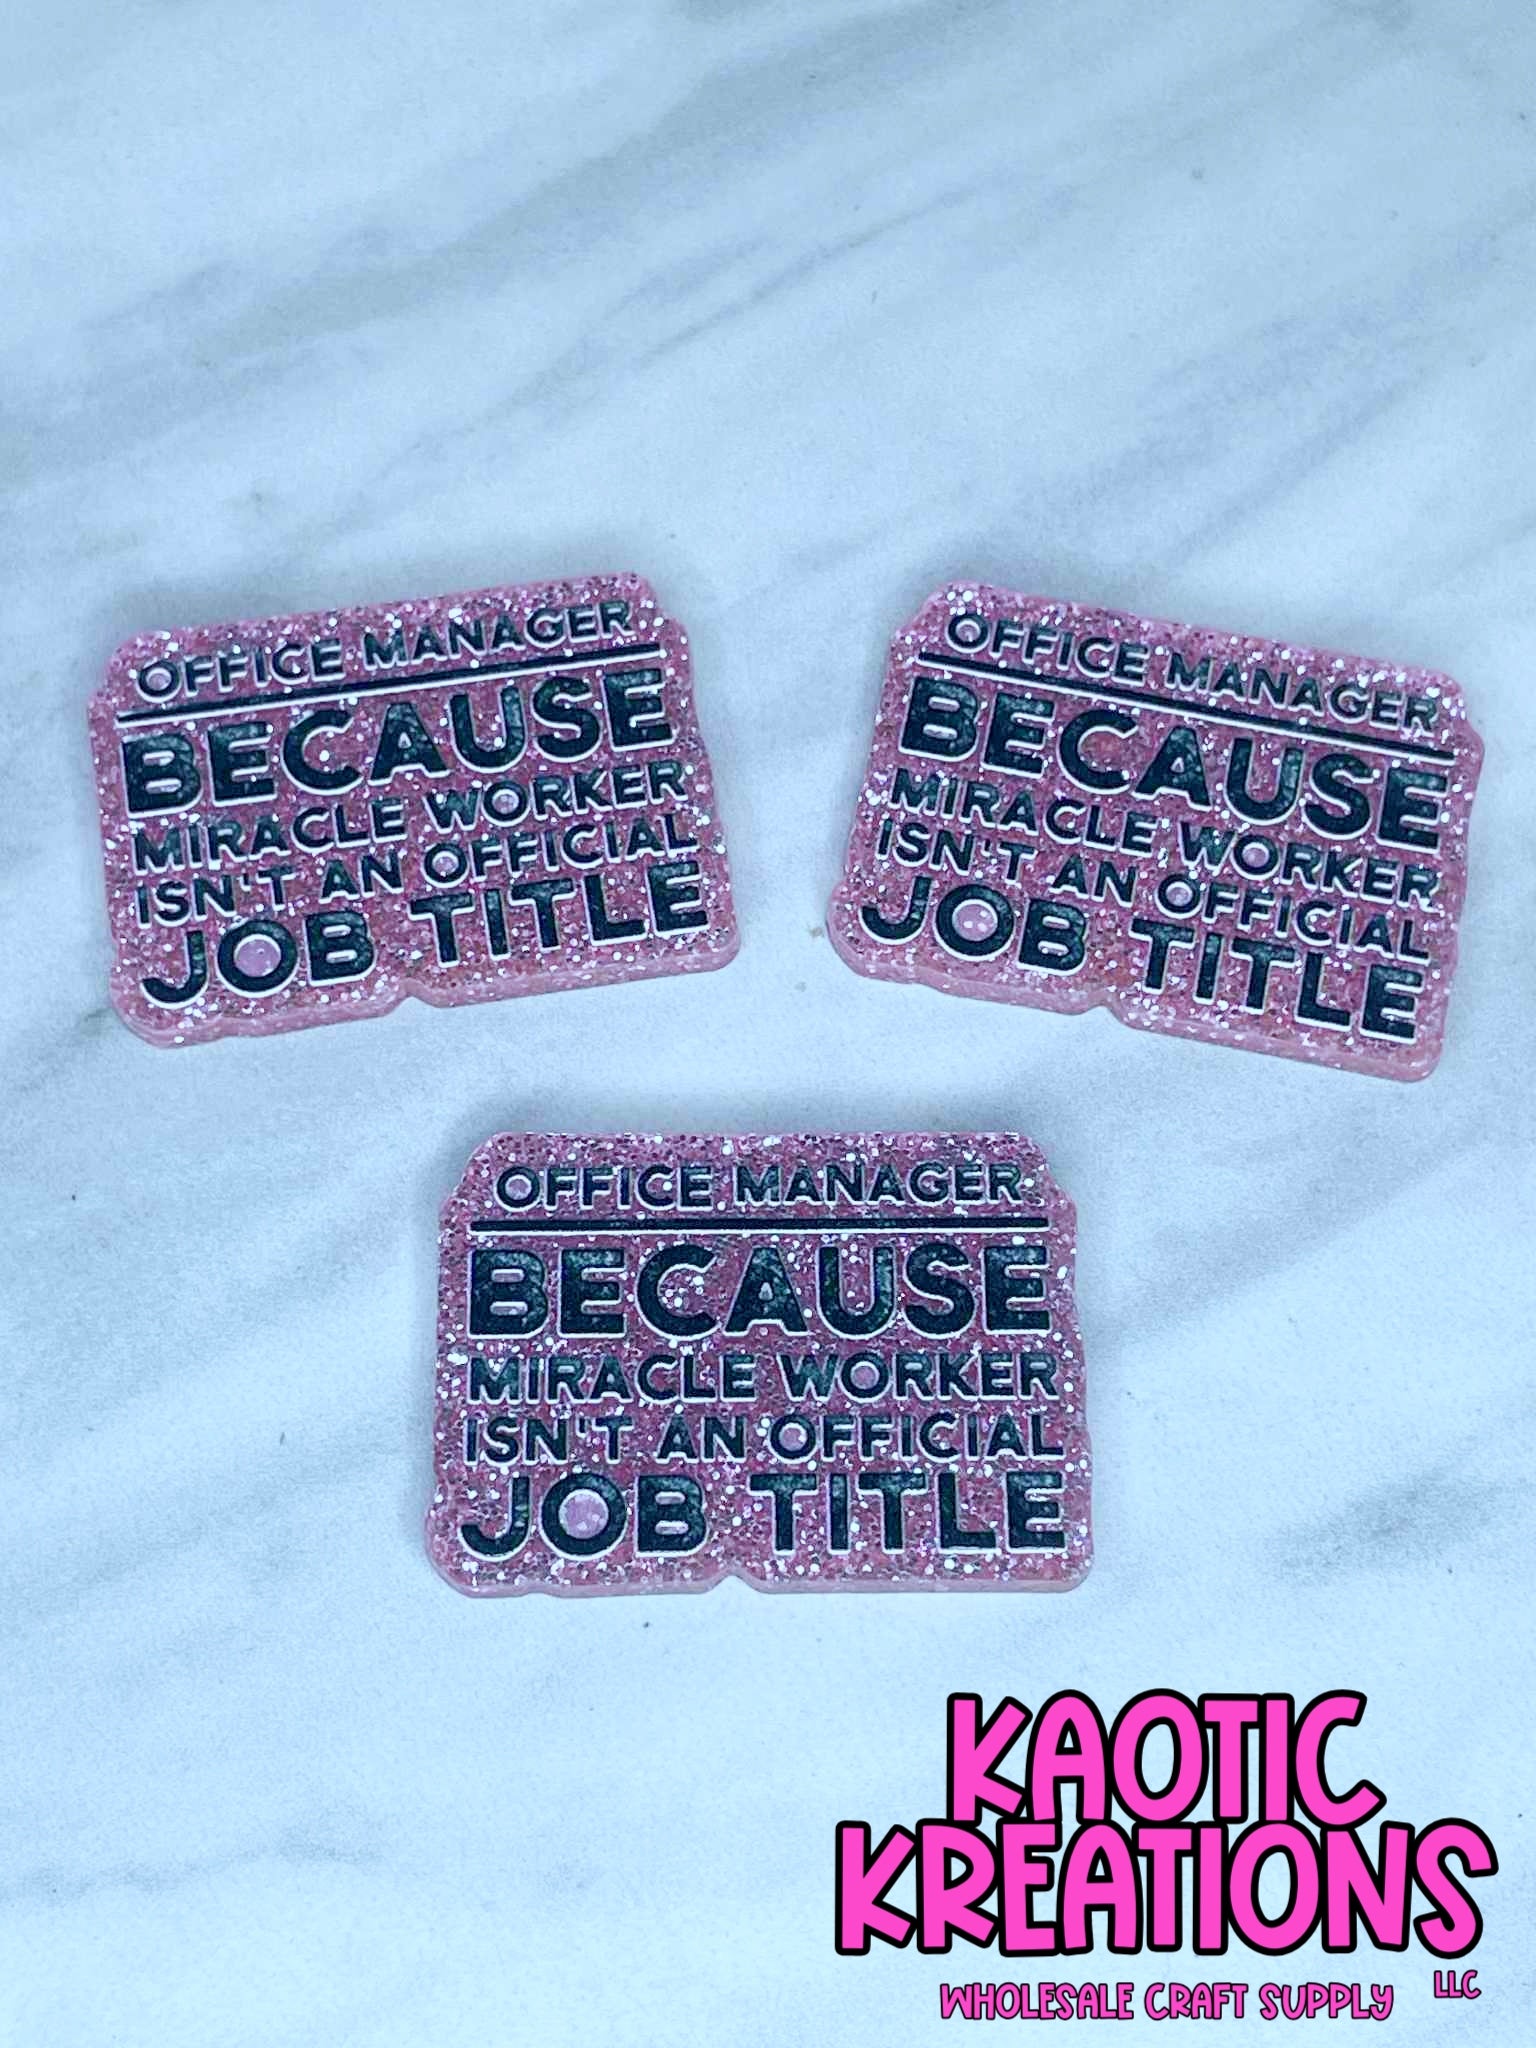 OFFICE MANAGER
BECAUSE
MIRACLE WORKER
ISN'T AN OFFICIAL
JOB TITLE
OFFICE MANAGER
BECAUSE
MIRACLE WORKER
ISN'T AN OFFICIAL
JOB TITLE
OFFICE MANAGER
BECAUSE
MIRACLE WORKER
ISN'T AN OFFICIAL
JOB TITLE
KAOTIC
KREATIONS
LLC
WHOLESALE CRAFT SUPPLY